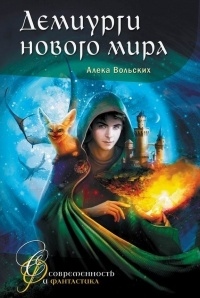 Демиурги
нового мира
Алека Вольских
Современность
и фантастика